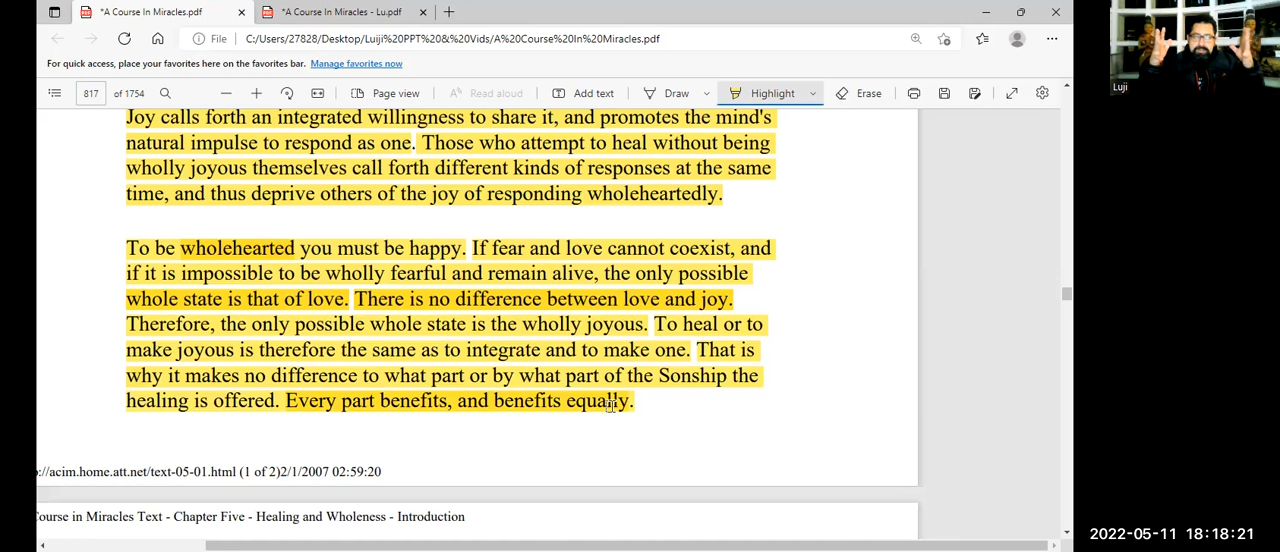 *A Course In Miracles.pdf
*A Course In Miracles - Lu.pdf
File
C:/Users/27828/Desktop/Luiji%20PPT%20&%20Vids/A%20Course%20In%20Miracles.pdf
For quick access, place your favorites here on the favorites bar. Manage favorites now
817 of 1754
Page view
Read aloud
Add text
Draw
Highlight
Erase
Joy calls forth an integrated willingness to share it, and promotes the mind's
natural impulse to respond as one. Those who attempt to heal without being
wholly joyous themselves call forth different kinds of responses at the same
time, and thus deprive others of the joy of responding wholeheartedly.
To be wholehearted you must be happy. If fear and love cannot coexist, and
if it is impossible to be wholly fearful and remain alive, the only possible
whole state is that of love. There is no difference between love and joy.
Therefore, the only possible whole state is the wholly joyous. To heal or to
make joyous is therefore the same as to integrate and to make one. That is
why it makes no difference to what part or by what part of the Sonship the
healing is offered. Every part benefits, and benefits equally.
://acim.home.att.net/text-05-01.html (1 of 2)2/1/2007 02:59:20
Course in Miracles Text - Chapter Five - Healing and Wholeness - Introduction
Luji
2022-05-11 18:18:21